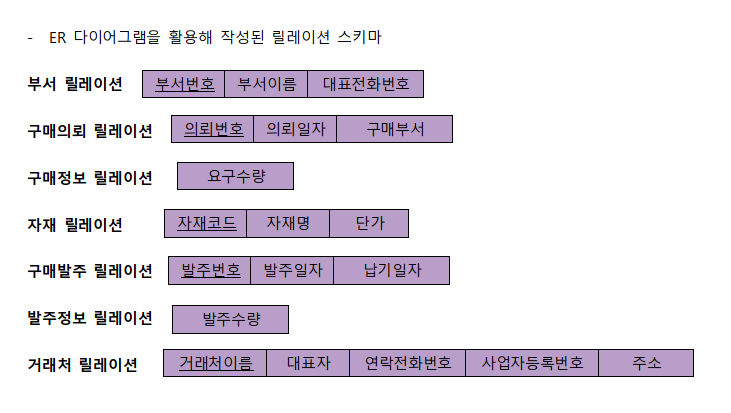 - ER 다이어그램을 활용해 작성된 릴레이션 스키마
부서 릴레이션 부서번호 부서이름 대표전화번호
구매의뢰 릴레이션 의뢰번호 의뢰일자 구매부서
구매정보 릴레이션 요구수량
자재 릴레이션 자재코드 자재명 단가
구매발주 릴레이션 발주번호 발주일자 납기일자
발주정보 릴레이션 발주수량
거래처 릴레이션 거래처이름 대표자 연락전화번호 사업자등록번호 주소